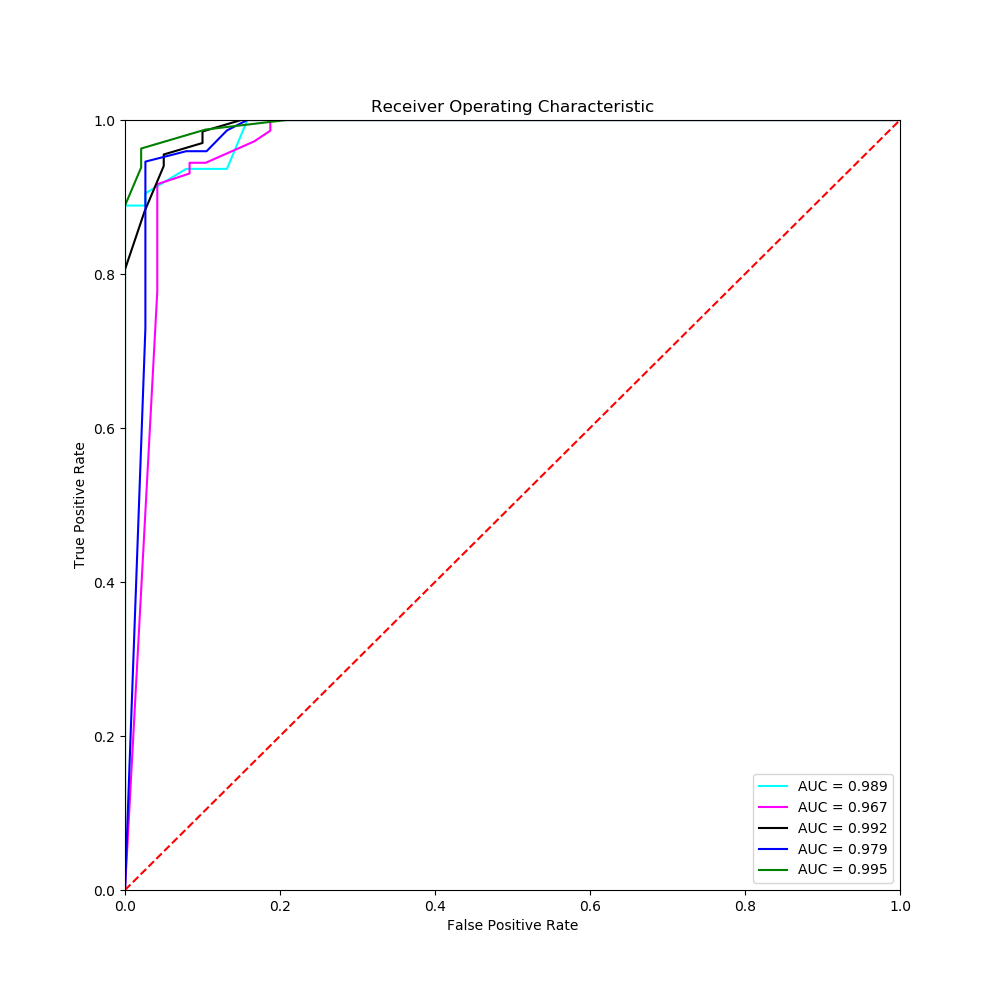 Receiver Operating Characteristic
1.0
0.8
0.6
0.4
0.2
0.0
True Positive Rate
AUC = 0.989
AUC = 0.967
AUC = 0.992
AUC = 0.979
AUC = 0.995
0.0 0.2 0.4 0.6 0.8 1.0
False Positive Rate